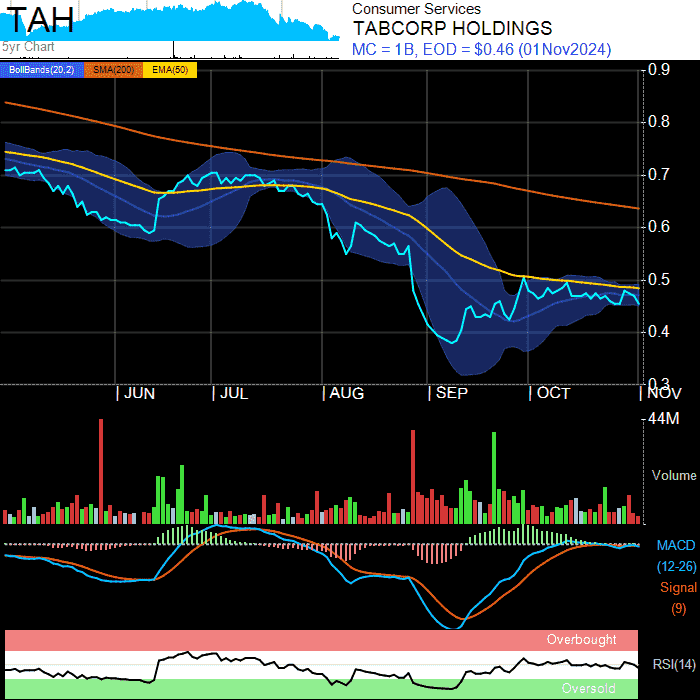 TAH
5yr Chart
Consumer Services
TABCORP HOLDINGS
MC = 1B, EOD = $0.46 (01Nov2024)
BollBands(20,2) SMA(200) EMA(50)
0.9
0.8
0.7
0.6
0.5
0.4
0.3
JUN JUL AUG SEP OCT NOV
44M
Volume
MACD
(12-26)
Signal
(9)
Overbought
RSI(14)
Oversold